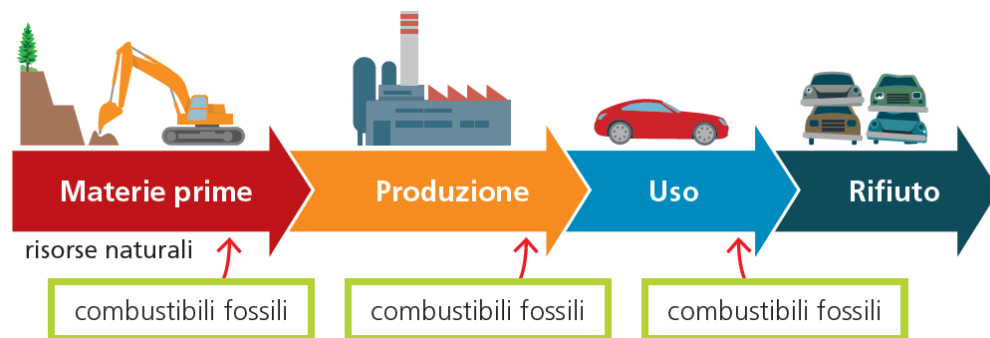 Materie prime
Produzione
Uso
Rifiuto
risorse naturali
combustibili fossili
combustibili fossili
combustibili fossili